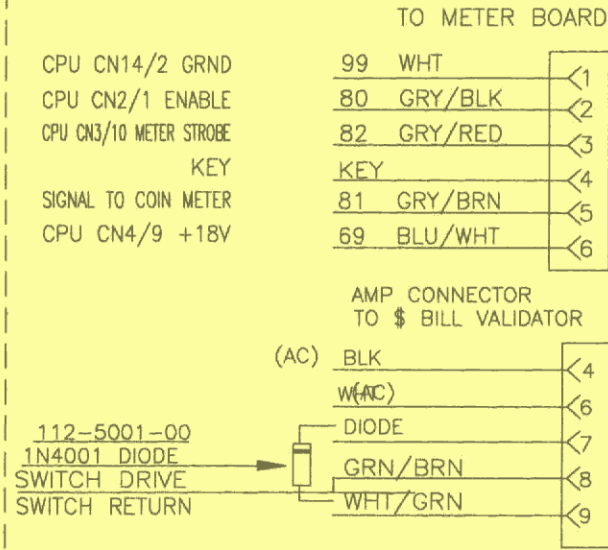 TO METER BOARD
CPU CN14/2 GRND 99 WHT 1
CPU CN2/1 ENABLE 80 GRY/BLK 2
CPU CN3/10 METER STROBE 82 GRY/RED 3
KEY KEY 4
SIGNAL TO COIN METER 81 GRY/BRN 5
CPU CN4/9 +18V 69 BLU/WHT 6
AMP CONNECTOR
TO $ BILL VALIDATOR
(AC) BLK 4
WHT (AC) 6
DIODE 7
112-5001-00
1N4001 DIODE
SWITCH DRIVE GRN/BRN 8
SWITCH RETURN WHT/GRN 9